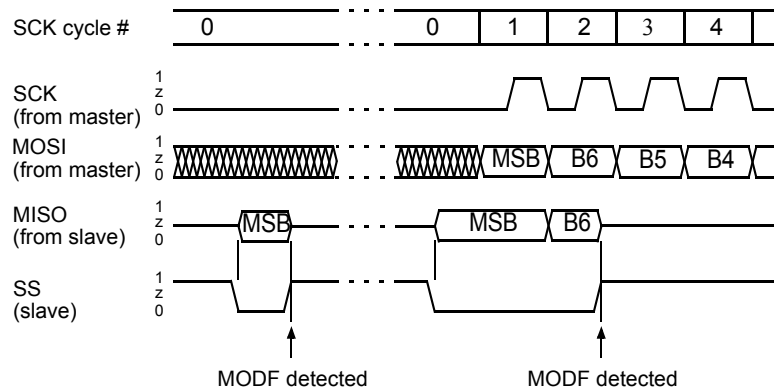 SCK cycle # 0 0 1 2 3 4
SCK
(from master)
1
z
0
MOSI
(from master)
1
z
0
MSB B6 B5 B4
MISO
(from slave)
1
z
0
MSB MSB B6
SS
(slave)
1
z
0
MODF detected MODF detected